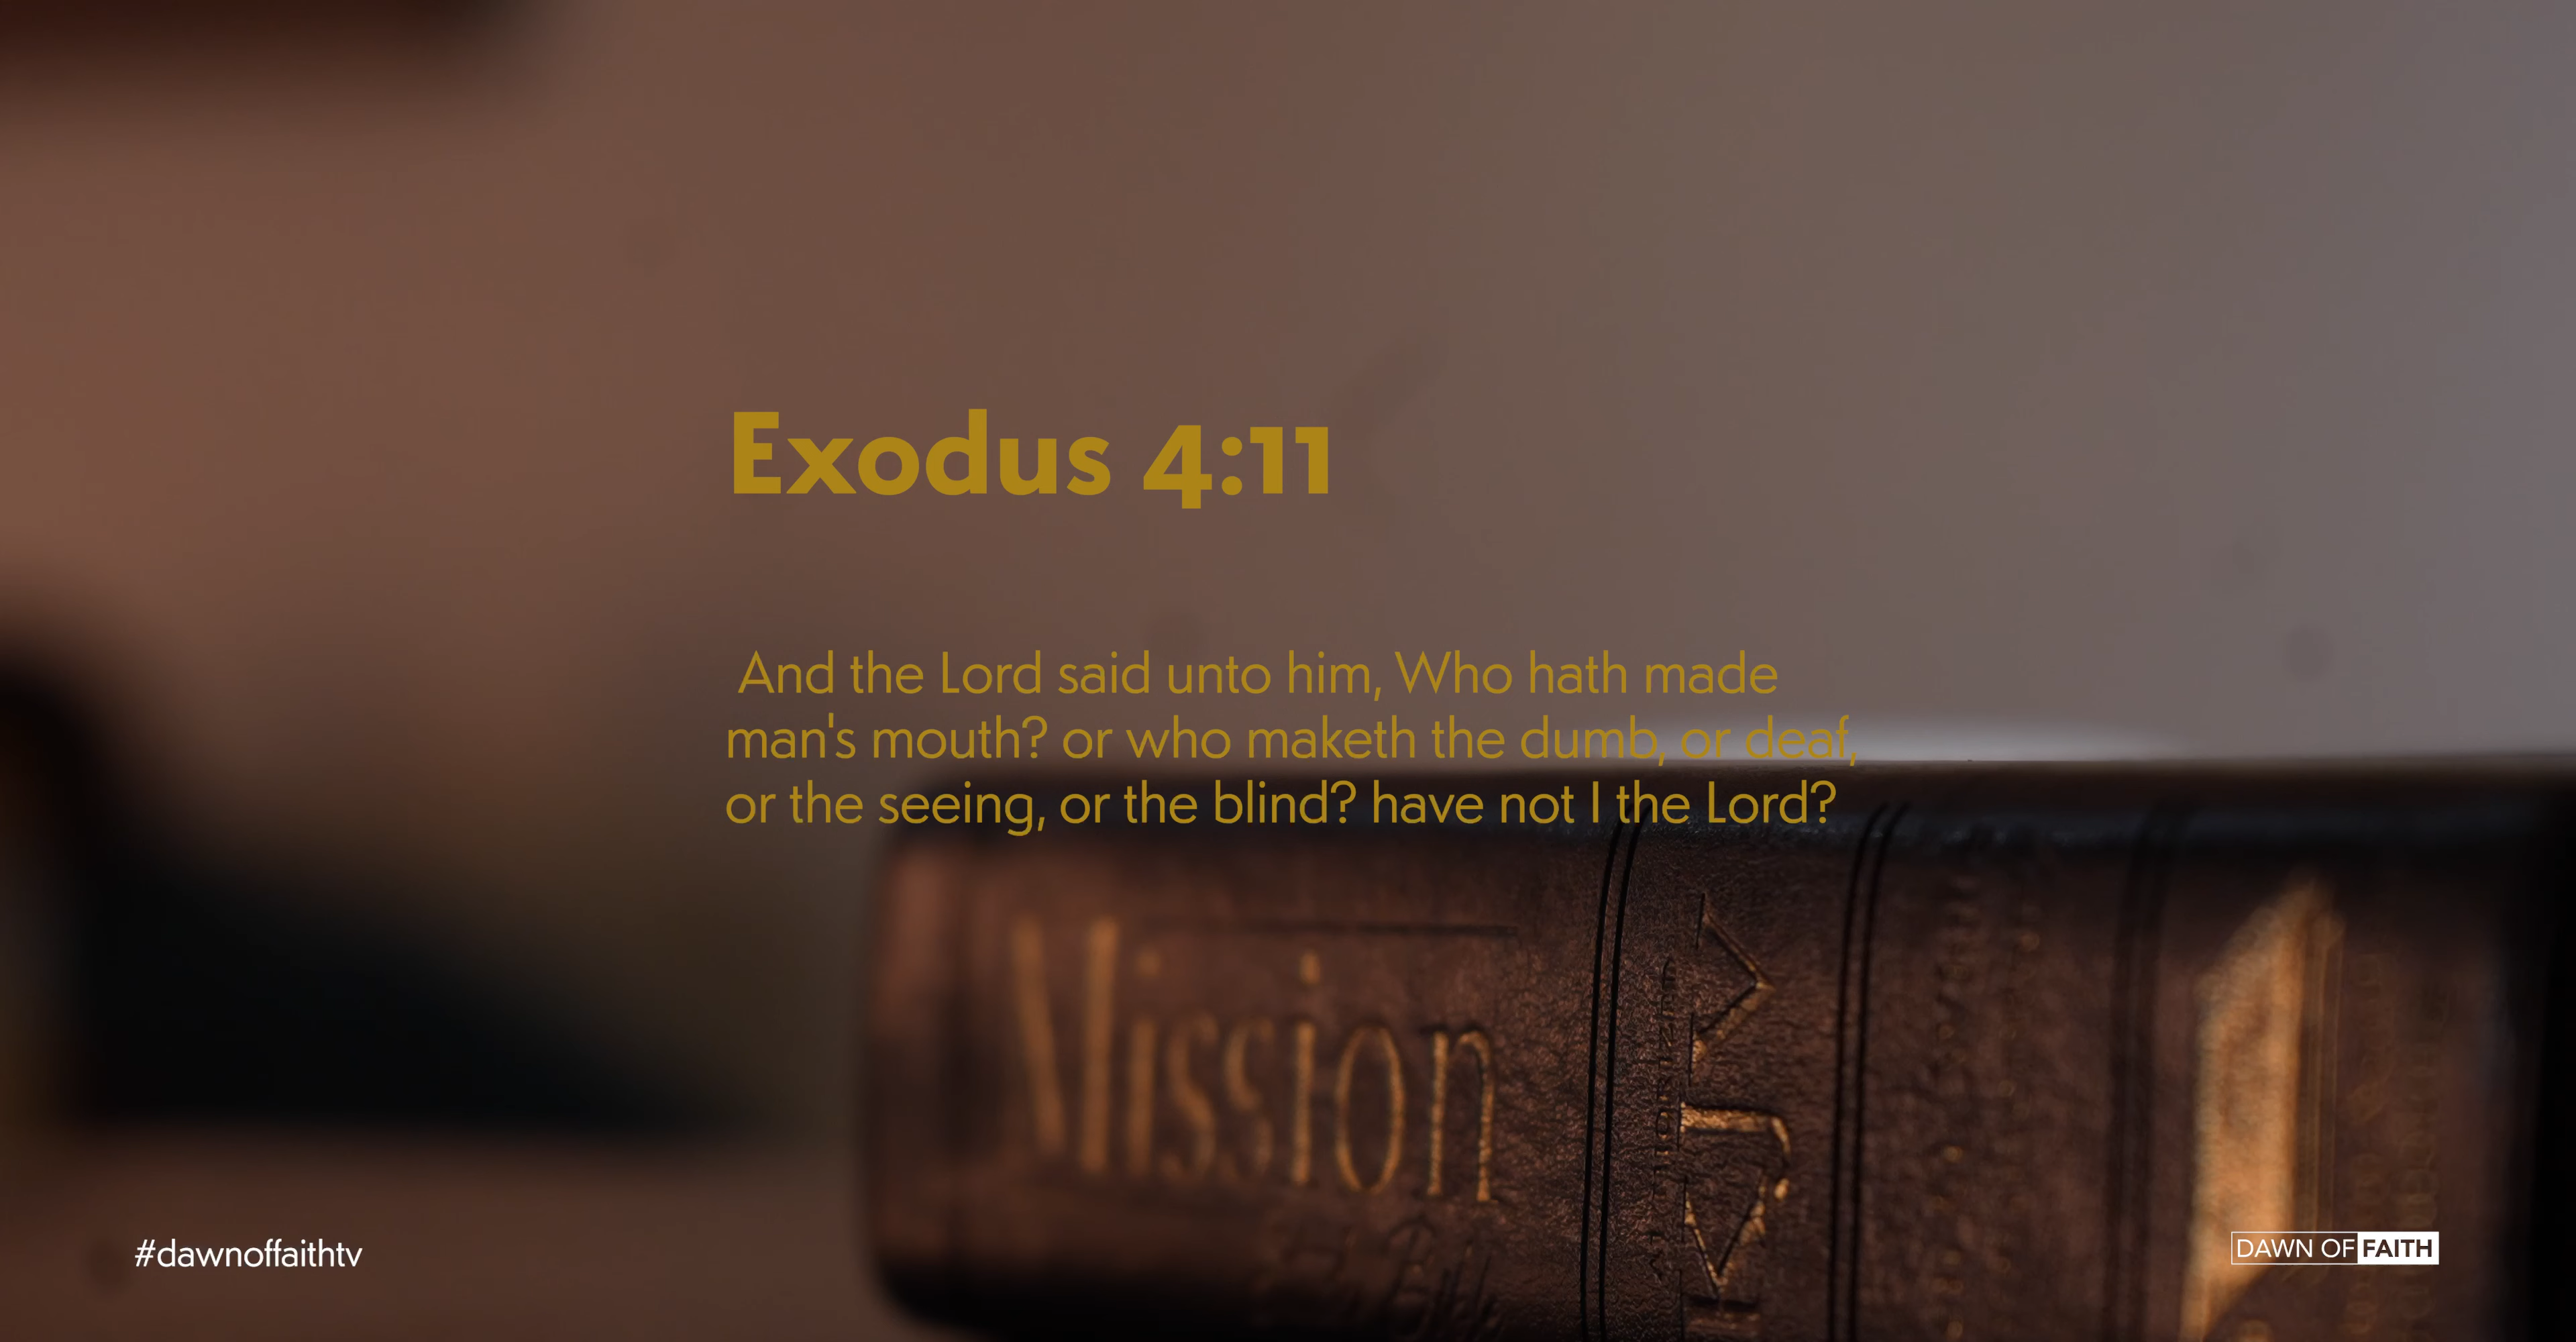 Exodus 4:11
And the Lord said unto him, Who hath made
man's mouth? or who maketh the dumb, or deaf,
or the seeing, or the blind? have not I the Lord?
Mission
#dawnoffaithtv
DAWN OF FAITH